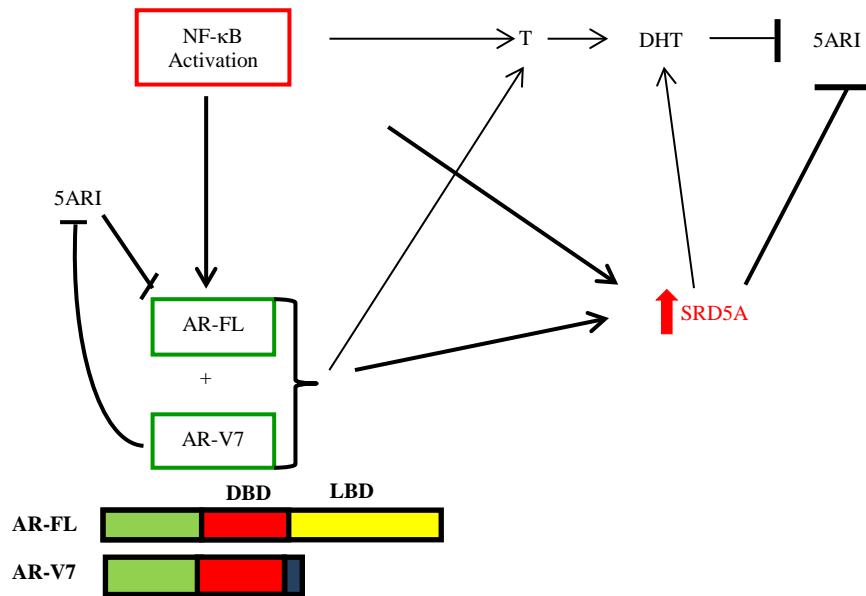 NF-κB
Activation
T
DHT
5ARI
5ARI
AR-FL
SRD5A
+
AR-V7
DBD
LBD
AR-FL
AR-V7